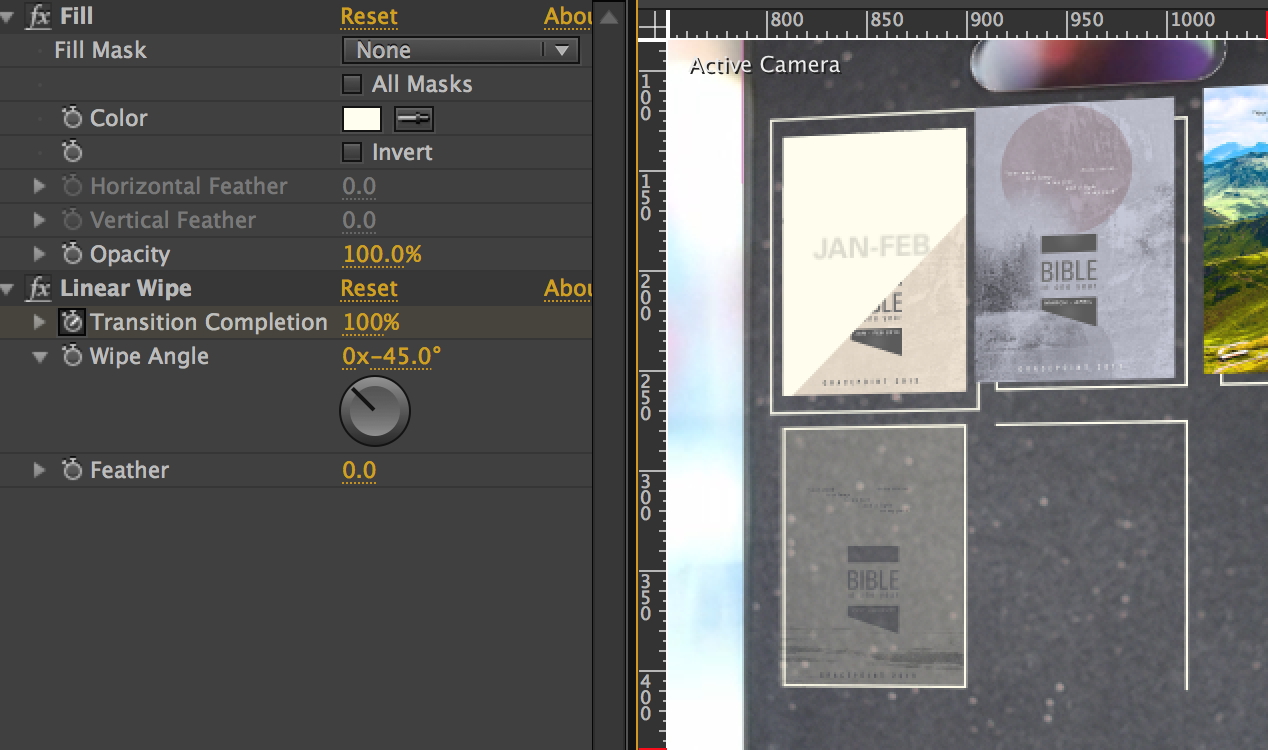 fx Fill Reset Abou
Fill Mask None
All Masks
Color
Invert
Horizontal Feather 0.0
Vertical Feather 0.0
Opacity 100.0%
fx Linear Wipe Reset Abou
Transition Completion 100%
Wipe Angle 0x-45.0°
Feather 0.0
800 850 900 950 1000
Active Camera
100
150
200
250
300
350
400
JAN-FEB
BIBLE
BIBLE